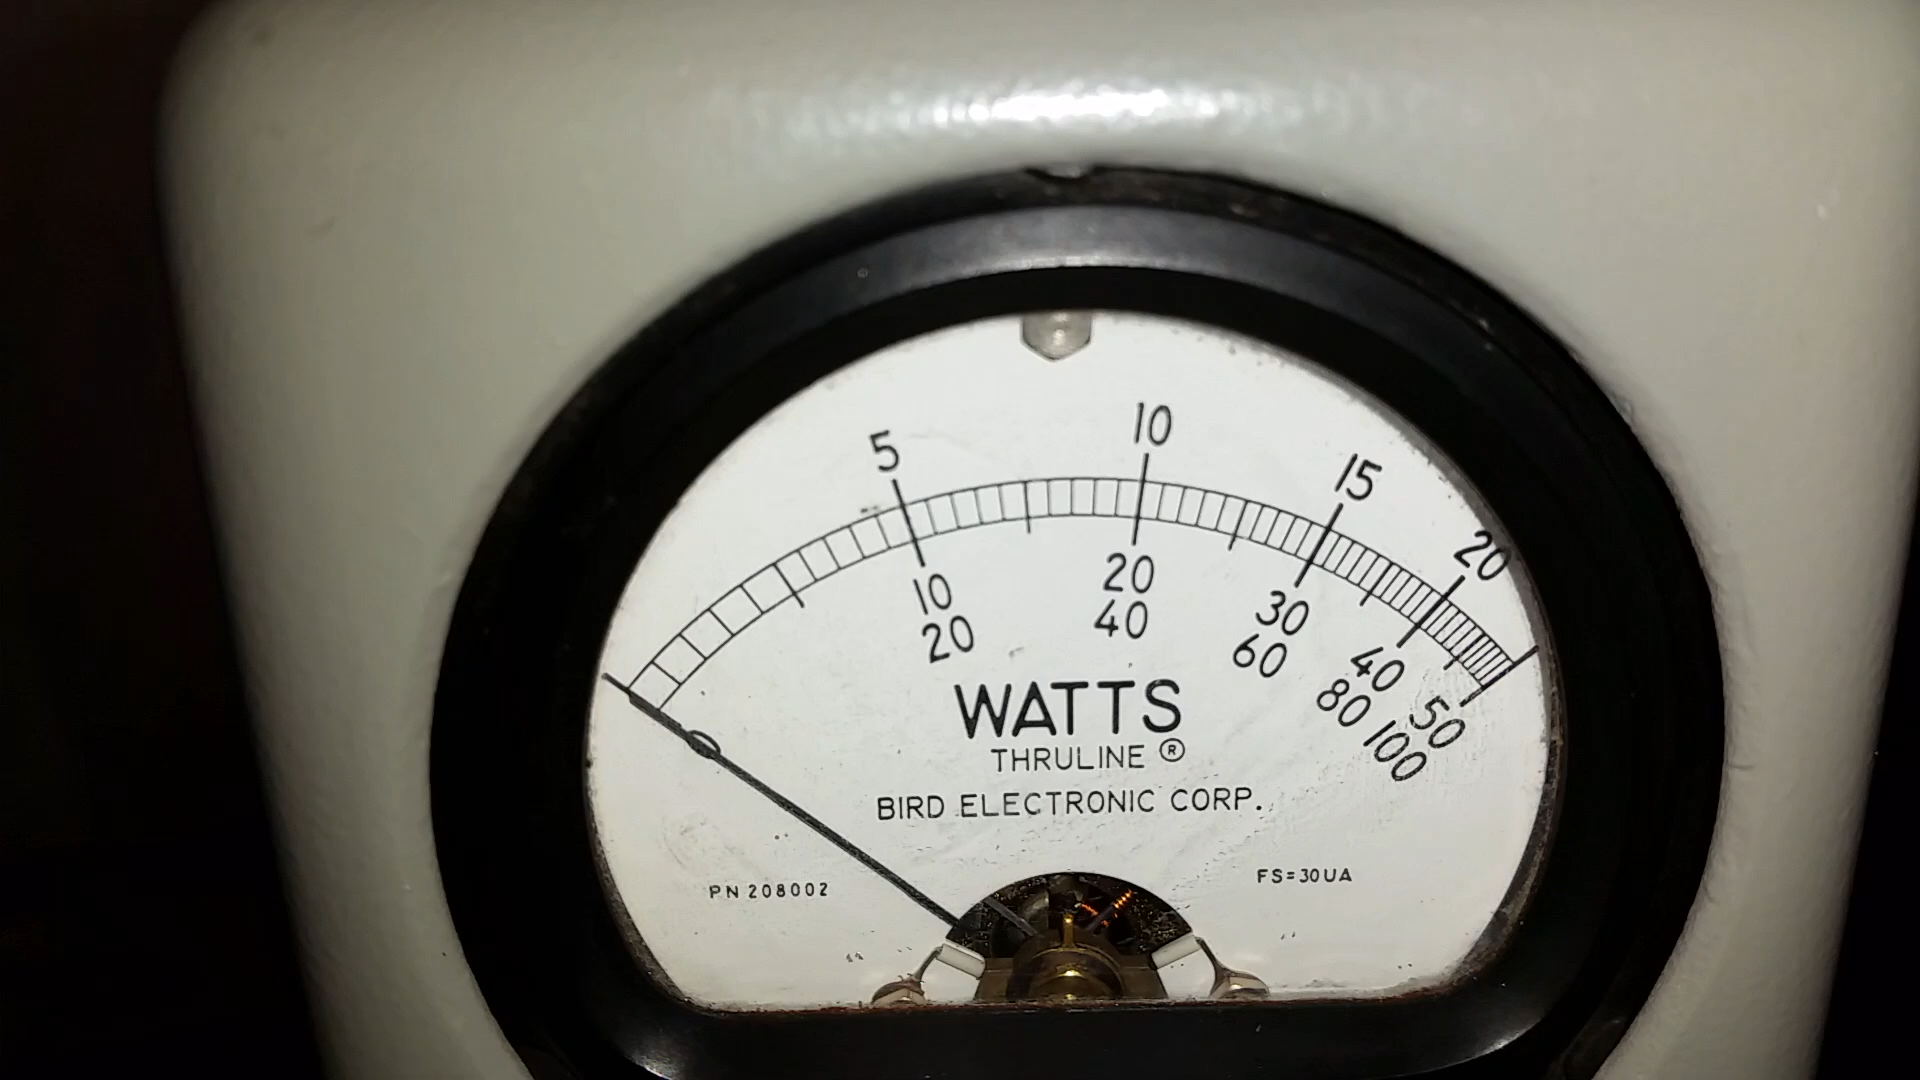 5 10 15 20
0 10 20 30 40 50
20 40 60 80 100
WATTS
THRULINE ®
BIRD ELECTRONIC CORP.
PN 208002 FS=30UA